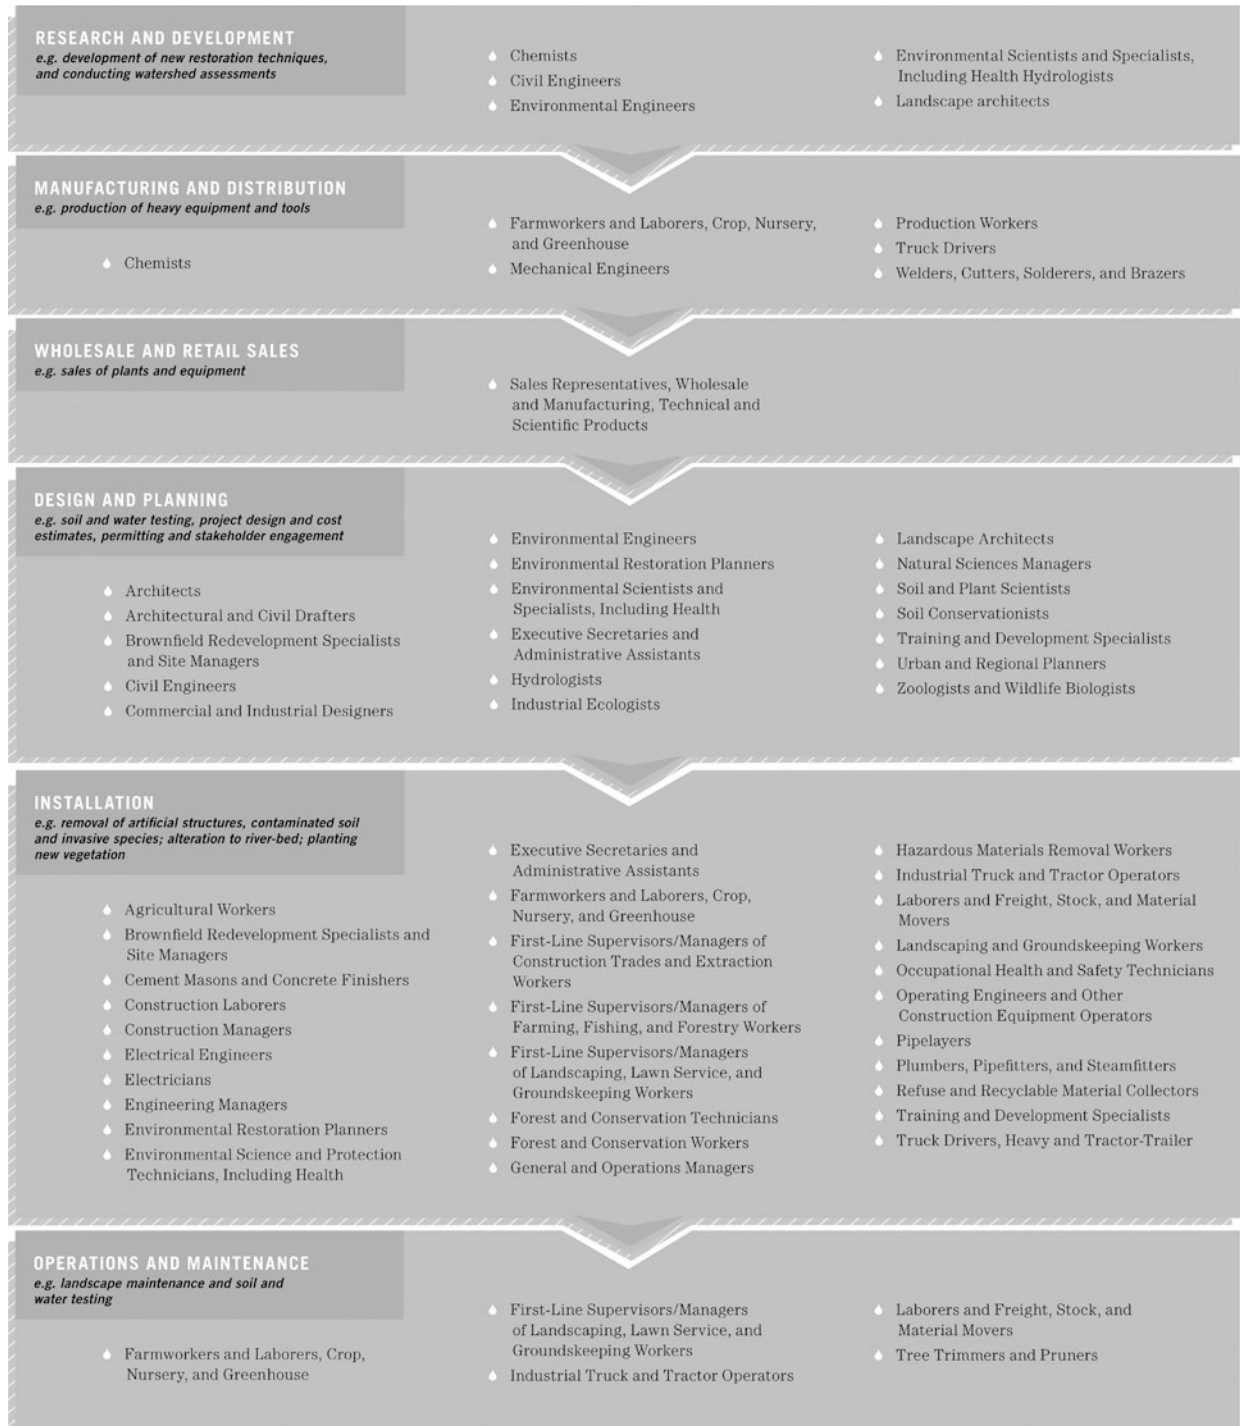 RESEARCH AND DEVELOPMENT
e.g. development of new restoration techniques,
and conducting watershed assessments
Chemists
Civil Engineers
Environmental Engineers
Environmental Scientists and Specialists,
Including Health Hydrologists
Landscape architects
MANUFACTURING AND DISTRIBUTION
e.g. production of heavy equipment and tools
Chemists
Farmworkers and Laborers, Crop, Nursery,
and Greenhouse
Mechanical Engineers
Production Workers
Truck Drivers
Welders, Cutters, Solderers, and Brazers
WHOLESALE AND RETAIL SALES
e.g. sales of plants and equipment
Sales Representatives, Wholesale
and Manufacturing, Technical and
Scientific Products
DESIGN AND PLANNING
e.g. soil and water testing, project design and cost
estimates, permitting and stakeholder engagement
Architects
Architectural and Civil Drafters
Brownfield Redevelopment Specialists
and Site Managers
Civil Engineers
Commercial and Industrial Designers
Environmental Engineers
Environmental Restoration Planners
Environmental Scientists and
Specialists, Including Health
Executive Secretaries and
Administrative Assistants
Hydrologists
Industrial Ecologists
Landscape Architects
Natural Sciences Managers
Soil and Plant Scientists
Soil Conservationists
Training and Development Specialists
Urban and Regional Planners
Zoologists and Wildlife Biologists
INSTALLATION
e.g. removal of artificial structures, contaminated soil
and invasive species; alteration to river-bed; planting
new vegetation
Agricultural Workers
Brownfield Redevelopment Specialists and
Site Managers
Cement Masons and Concrete Finishers
Construction Laborers
Construction Managers
Electrical Engineers
Electricians
Engineering Managers
Environmental Restoration Planners
Environmental Science and Protection
Technicians, Including Health
Executive Secretaries and
Administrative Assistants
Farmworkers and Laborers, Crop,
Nursery, and Greenhouse
First-Line Supervisors/Managers of
Construction Trades and Extraction
Workers
First-Line Supervisors/Managers of
Farming, Fishing, and Forestry Workers
First-Line Supervisors/Managers
of Landscaping, Lawn Service, and
Groundskeeping Workers
Forest and Conservation Technicians
Forest and Conservation Workers
General and Operations Managers
Hazardous Materials Removal Workers
Industrial Truck and Tractor Operators
Laborers and Freight, Stock, and Material
Movers
Landscaping and Groundskeeping Workers
Occupational Health and Safety Technicians
Operating Engineers and Other
Construction Equipment Operators
Pipelayers
Plumbers, Pipefitters, and Steamfitters
Refuse and Recyclable Material Collectors
Training and Development Specialists
Truck Drivers, Heavy and Tractor-Trailer
OPERATIONS AND MAINTENANCE
e.g. landscape maintenance and soil and
water testing
Farmworkers and Laborers, Crop,
Nursery, and Greenhouse
First-Line Supervisors/Managers
of Landscaping, Lawn Service, and
Groundskeeping Workers
Industrial Truck and Tractor Operators
Laborers and Freight, Stock, and
Material Movers
Tree Trimmers and Pruners